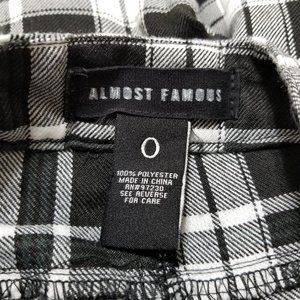 ALMOST FAMOUS
0
100% POLYESTER
MADE IN CHINA
RN#97230
SEE REVERSE
FOR CARE